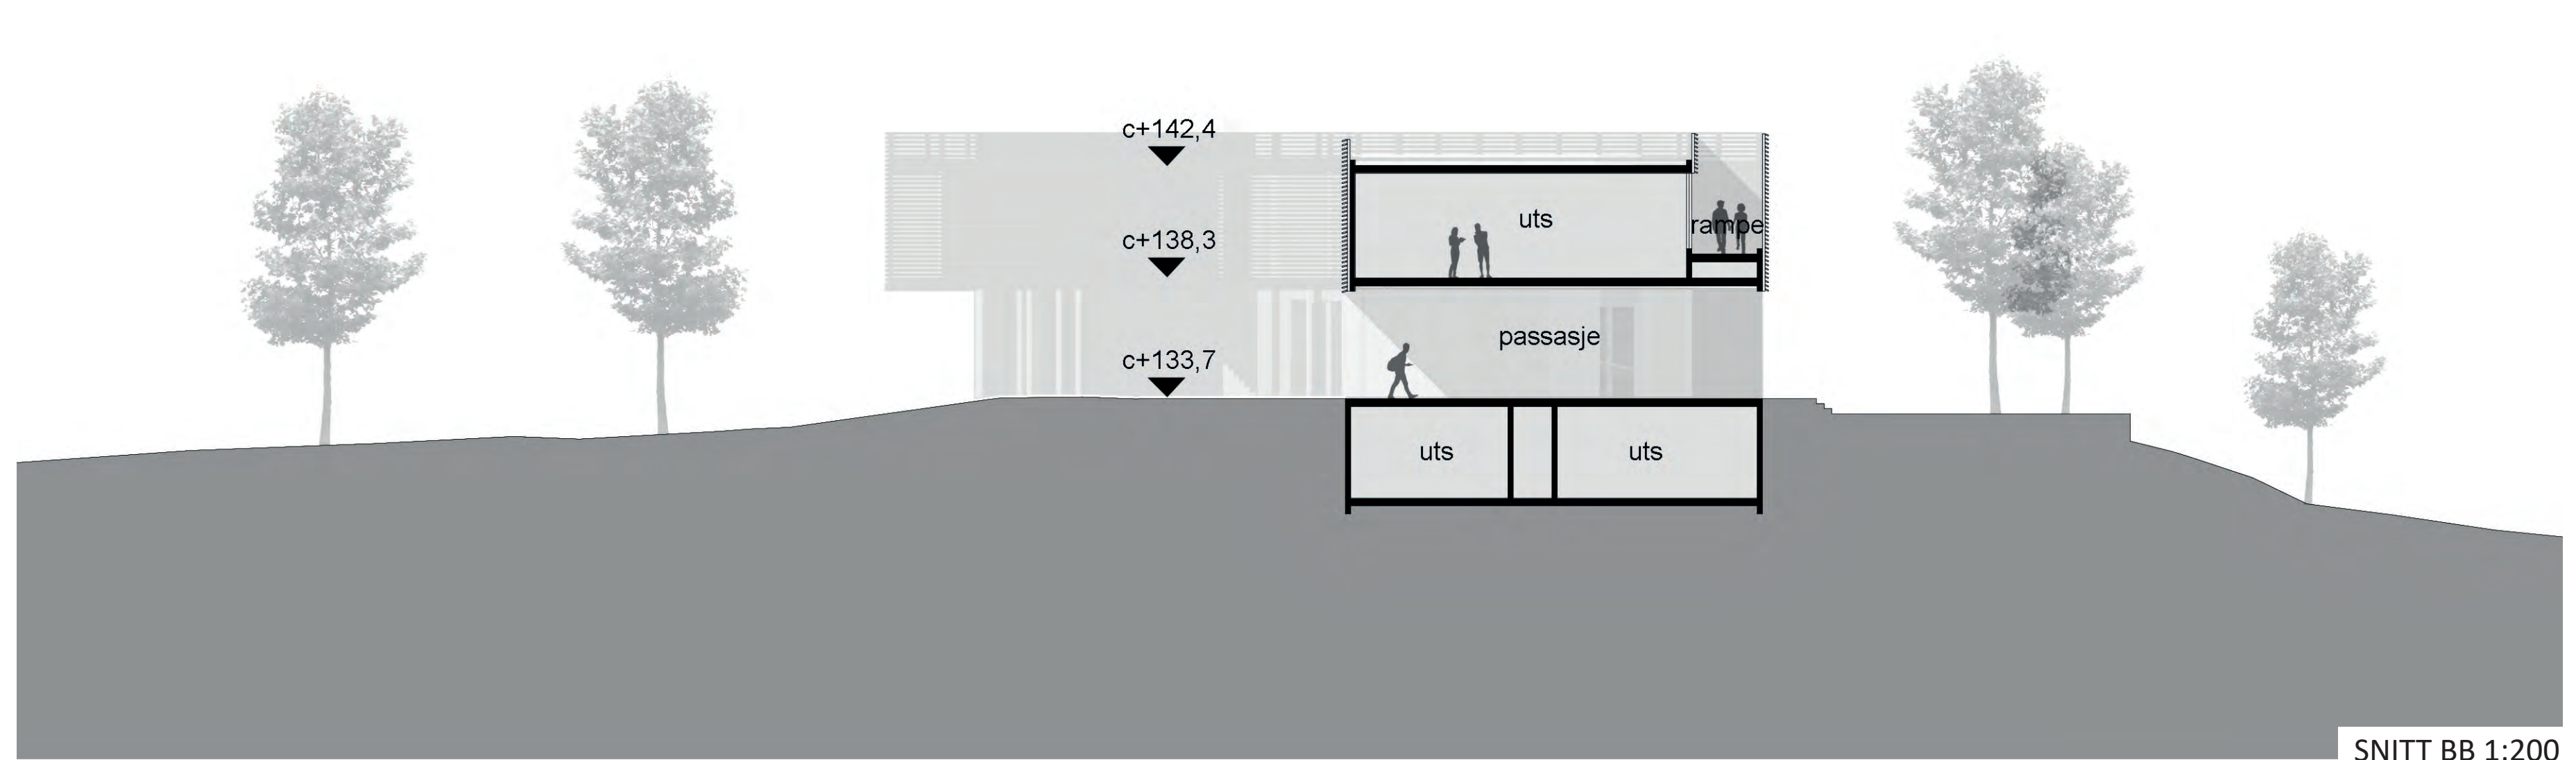 c+142,4
c+138,3
uts
rampe
c+133,7
passasje
uts
uts
SNITT BB 1:200